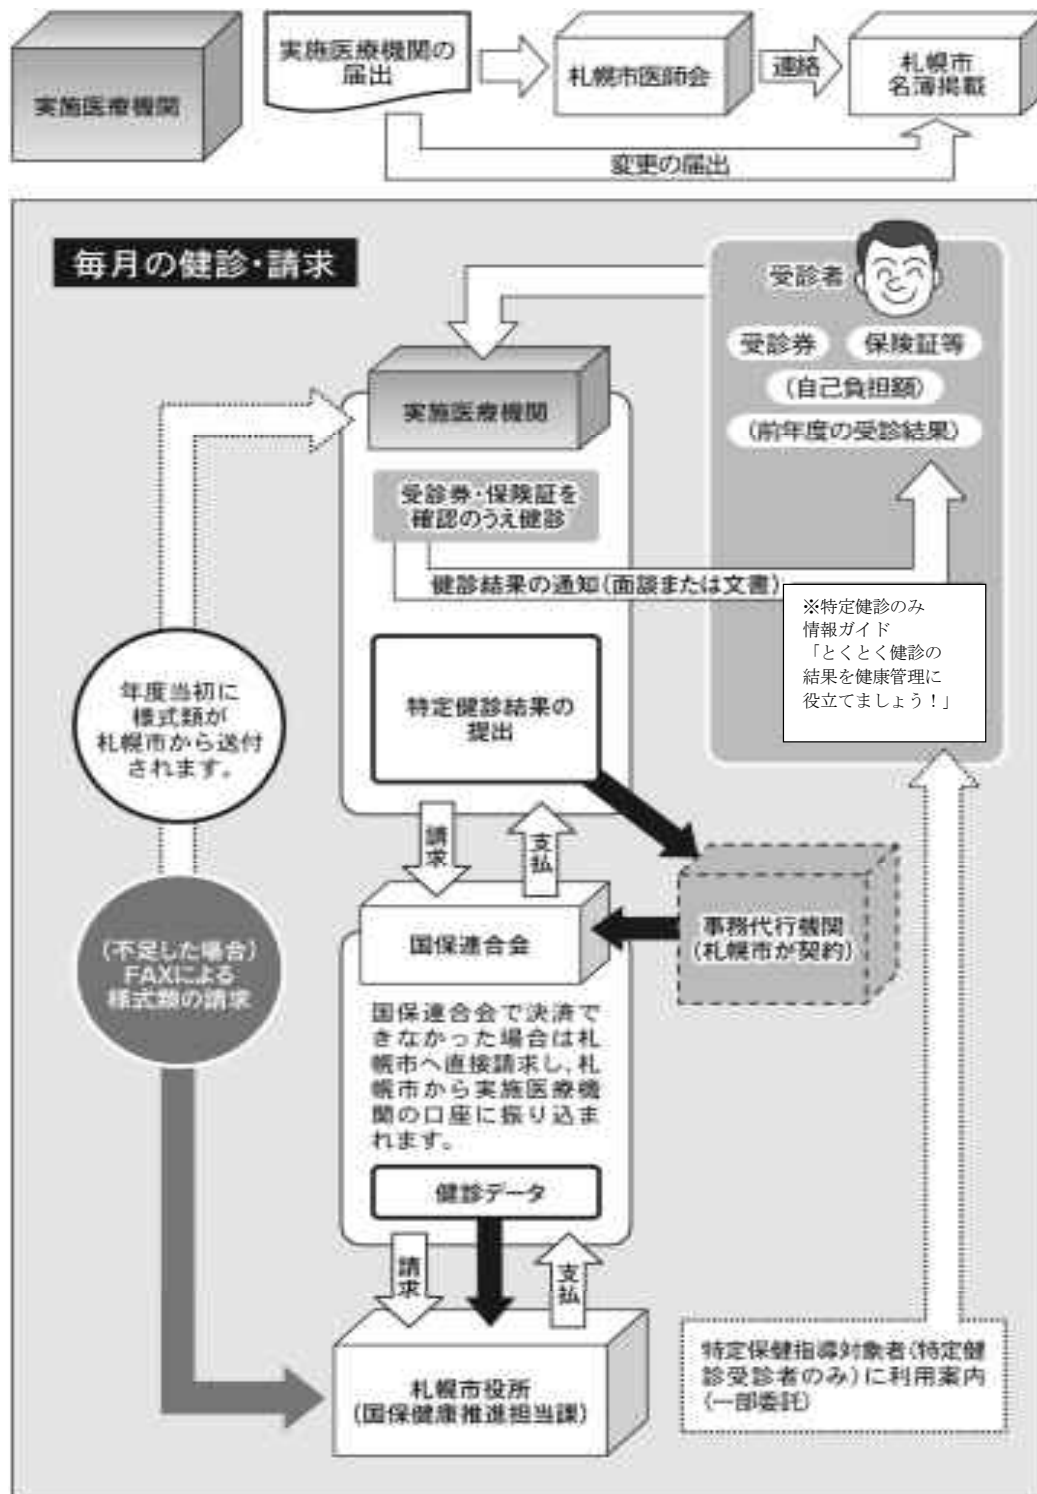 実施医療機関
実施医療機関の
届出
札幌市医師会
連絡
札幌市
名簿掲載
変更の届出
毎月の健診・請求
受診者
受診券
保険証等
(自己負担額)
(前年度の受診結果)
実施医療機関
受診券・保険証を
確認のうえ健診
健診結果の通知(面談または文書)
※特定健診のみ
情報ガイド
「とくとく健診の
結果を健康管理に
役立てましょう!」
特定健診結果の
提出
年度当初に
様式類が
札幌市から送付
されます。
請求
支払
国保連合会
事務代行機関
(札幌市が契約)
(不足した場合)
FAXによる
様式類の請求
国保連合会で決済で
きなかった場合は札
幌市へ直接請求し、札
幌市から実施医療機
関の口座に振り込ま
れます。
健診データ
請求
支払
札幌市役所
(国保健康推進担当課)
特定保健指導対象者(特定健
診受診者のみ)に利用案内
(一部委託)